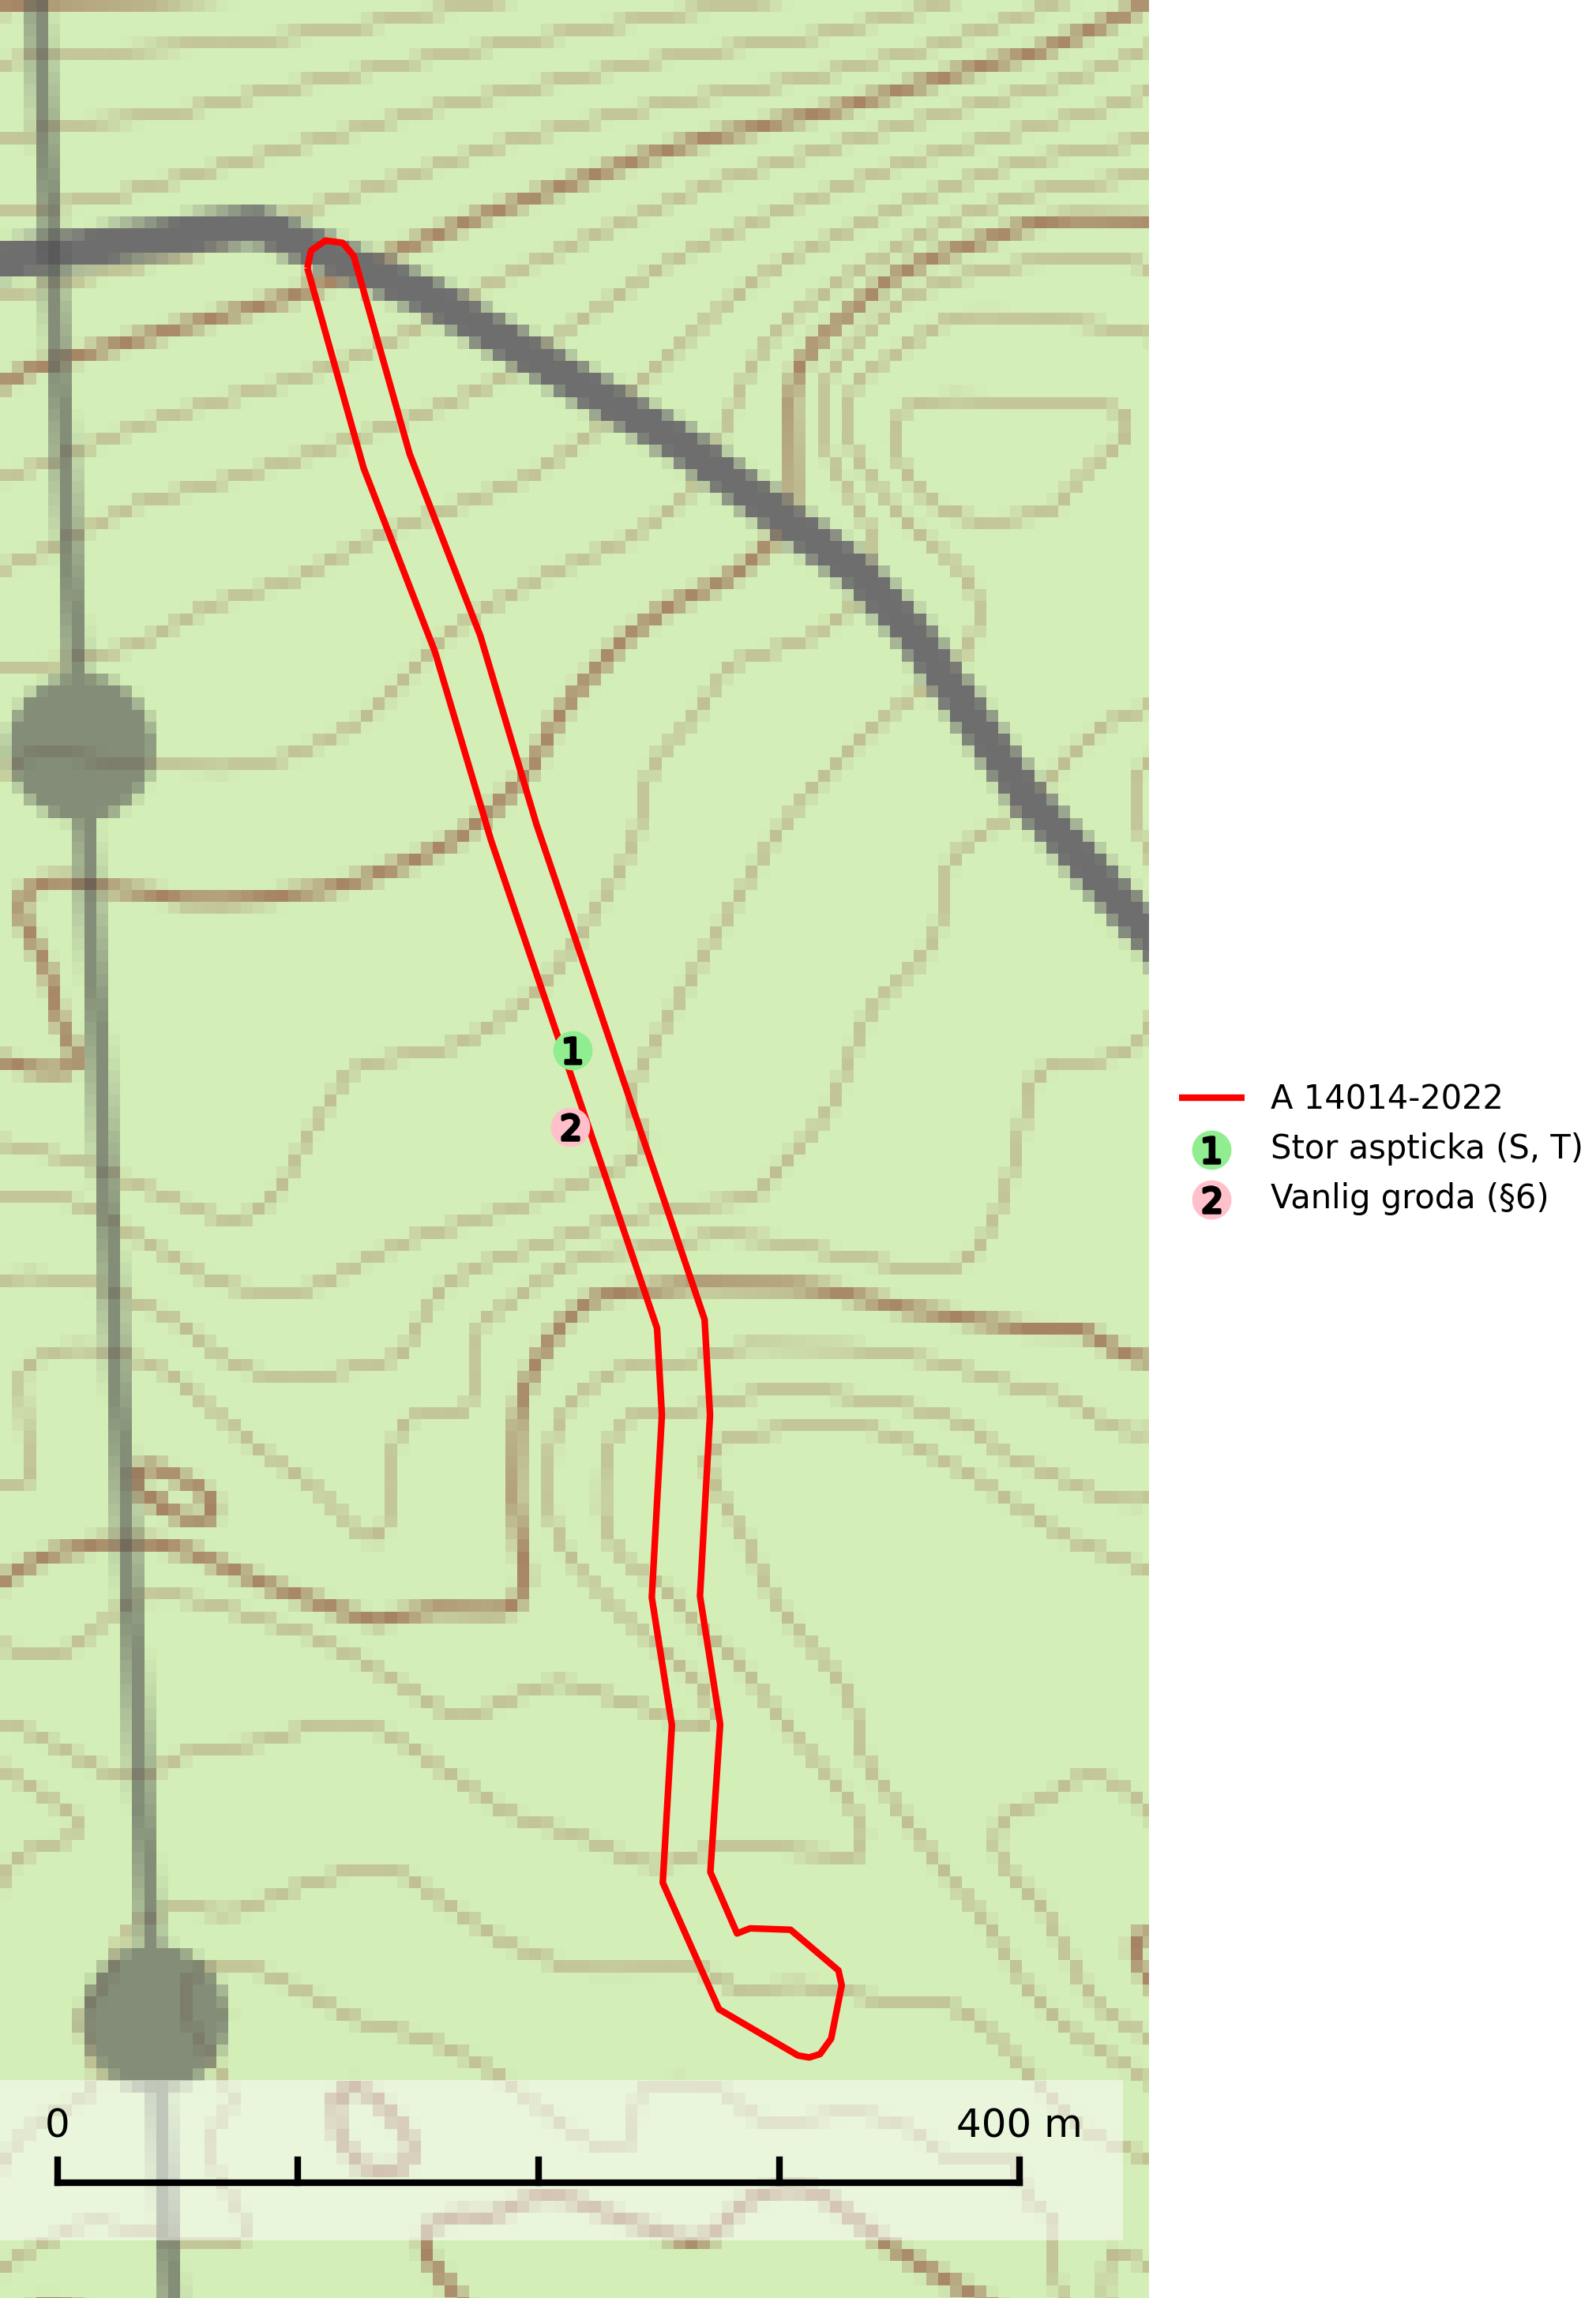 1
2
A 14014-2022
1 Stor aspticka (S, T)
2 Vanlig groda (§6)
0 400 m